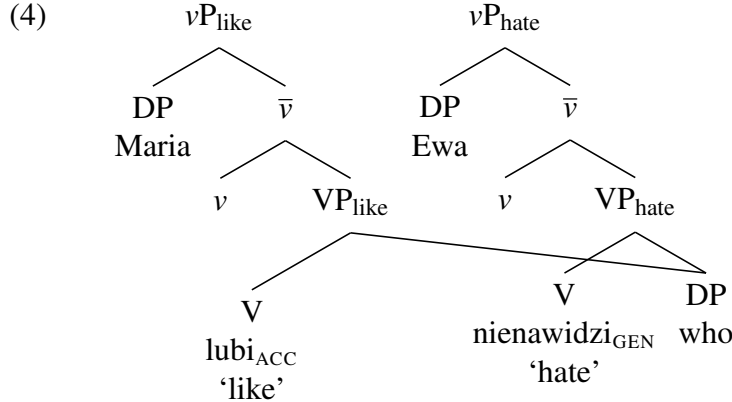 (4) vP_like vP_hate
DP v̄ DP v̄
Maria Ewa
v VP_like v VP_hate
V V DP
lubi_ACC nienawidzi_GEN who
‘like’ ‘hate’